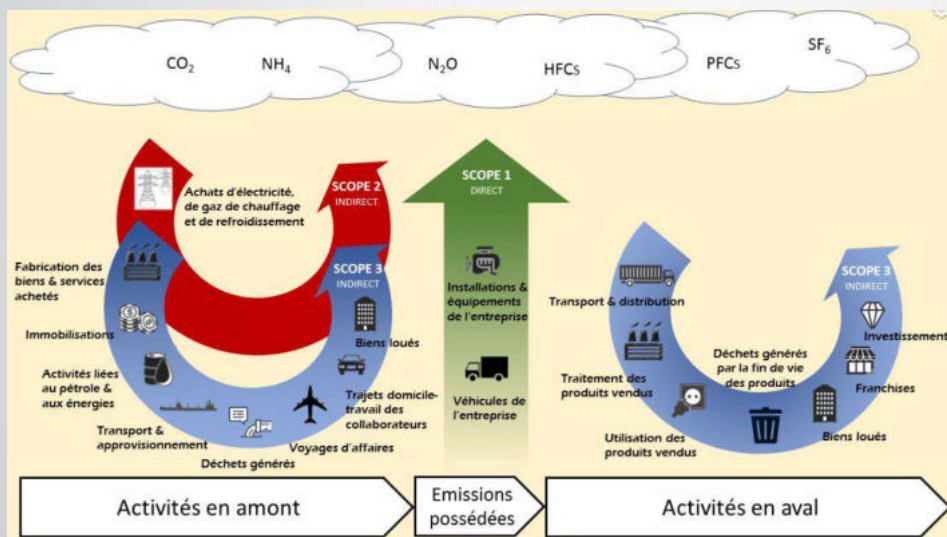 CO₂
NH₄
N₂O
HFCs
PFCs
SF₆
SCOPE 2
INDIRECT
Achats d'électricité,
de gaz de chauffage
et de refroidissement
SCOPE 1
DIRECT
Fabrication des
biens & services
achetés
Immobilisations
Activités liées
au pétrole &
aux énergies
Transport &
approvisionnement
Déchets générés
Voyages d'affaires
Trajets domicile-
travail des
collaborateurs
Biens loués
SCOPE 3
INDIRECT
Installations &
équipements
de l'entreprise
Véhicules de
l'entreprise
Transport & distribution
Traitement des
produits vendus
Utilisation des
produits vendus
Déchets générés
par la fin de vie
des produits
Biens loués
Franchises
Investissement
SCOPE 3
INDIRECT
Activités en amont
Emissions
possédées
Activités en aval